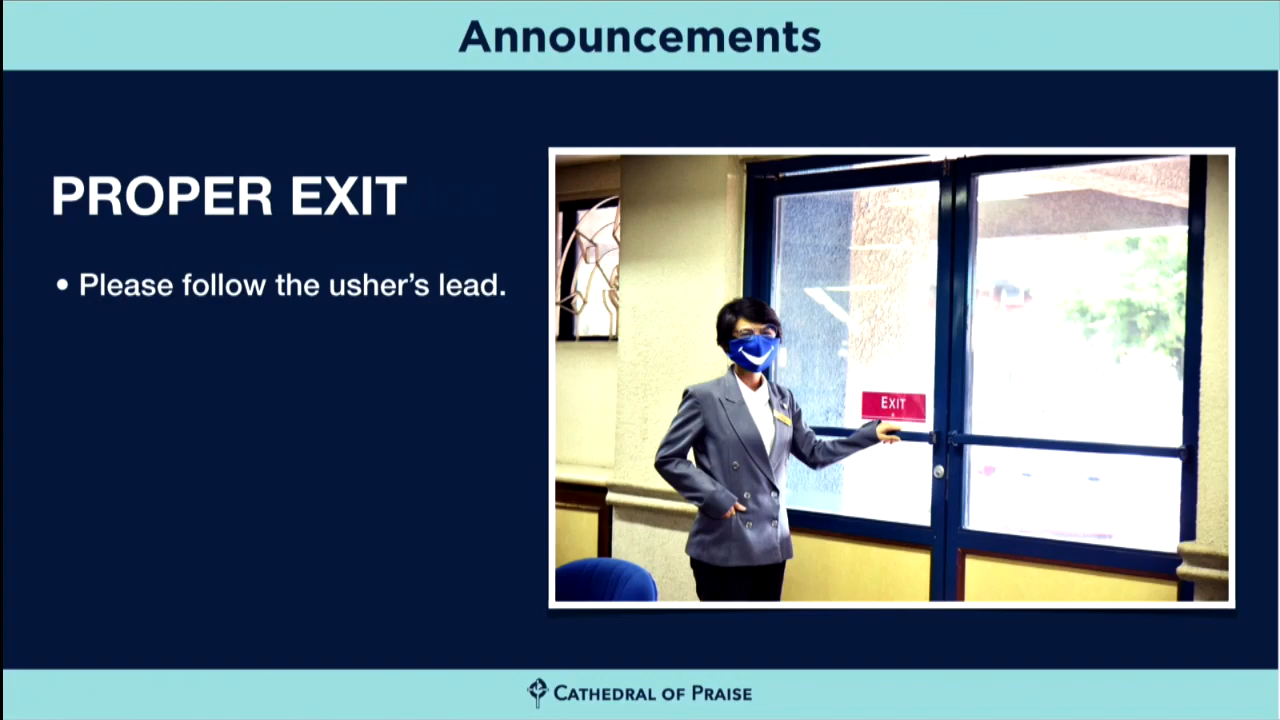 Announcements
PROPER EXIT
• Please follow the usher's lead.
EXIT
CATHEDRAL OF PRAISE